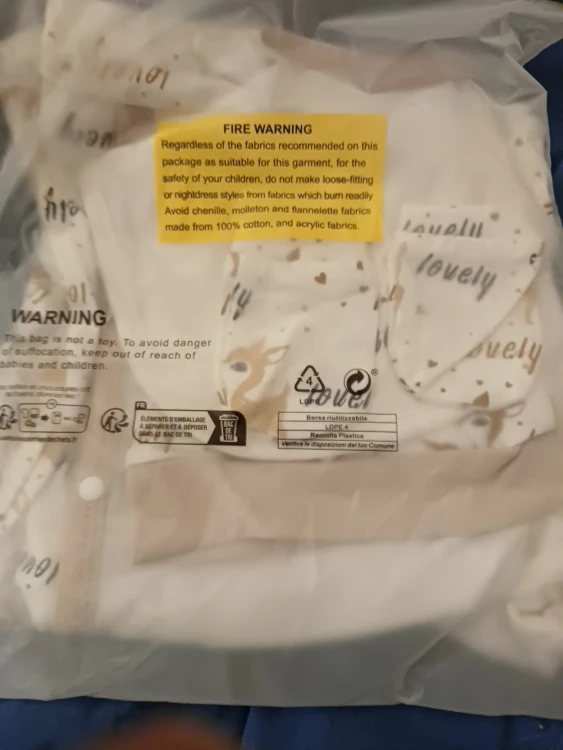 FIRE WARNING
Regardless of the fabrics recommended on this
package as suitable for this garment, for the
safety of your children, do not make loose-fitting
or nightdress styles from fabrics which burn readily
Avoid chenille, molleton and flannelette fabrics
made from 100% cotton, and acrylic fabrics.
lovely
lovely
WARNING
This bag is not a toy. To avoid danger
of suffocation, keep out of reach of
babies and children.
4
LDPE
®
FR
ÉLÉMENTS D'EMBALLAGE
À SÉPARER ET À DÉPOSER
DANS LE BAC DE TRI
BAC
DE
TRI
Borsa riutilizzabile
LDPE 4
Raccolta Plastica
Verifica le disposizioni del tuo Comune